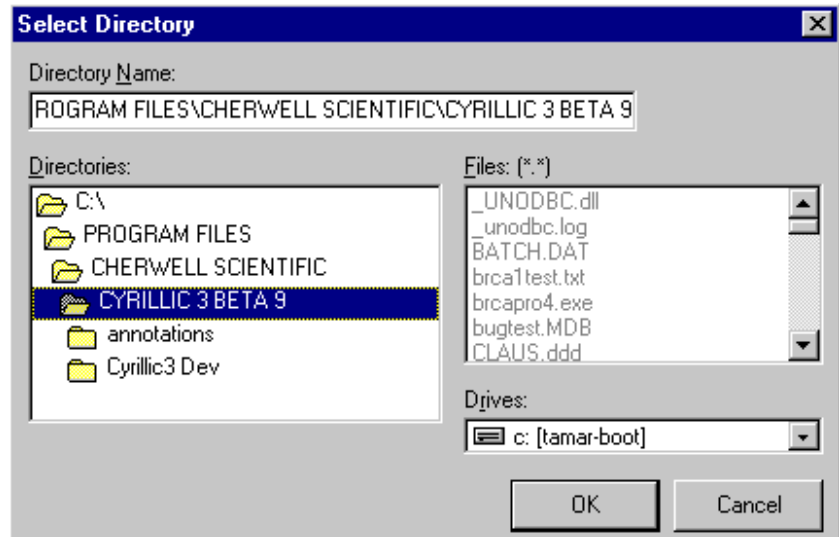 Select Directory
Directory Name:
ROGRAM FILES\CHERWELL SCIENTIFIC\CYRILLIC 3 BETA 9
Directories:
C:\
PROGRAM FILES
CHERWELL SCIENTIFIC
CYRILLIC 3 BETA 9
annotations
Cyrillic3 Dev
Files: (*.*)
_UNODBC.dll
_unodbc.log
BATCH.DAT
brca1test.txt
brcapro4.exe
bugtest.MDB
CLAUS.ddd
Drives:
c: [tamar-boot]
OK
Cancel